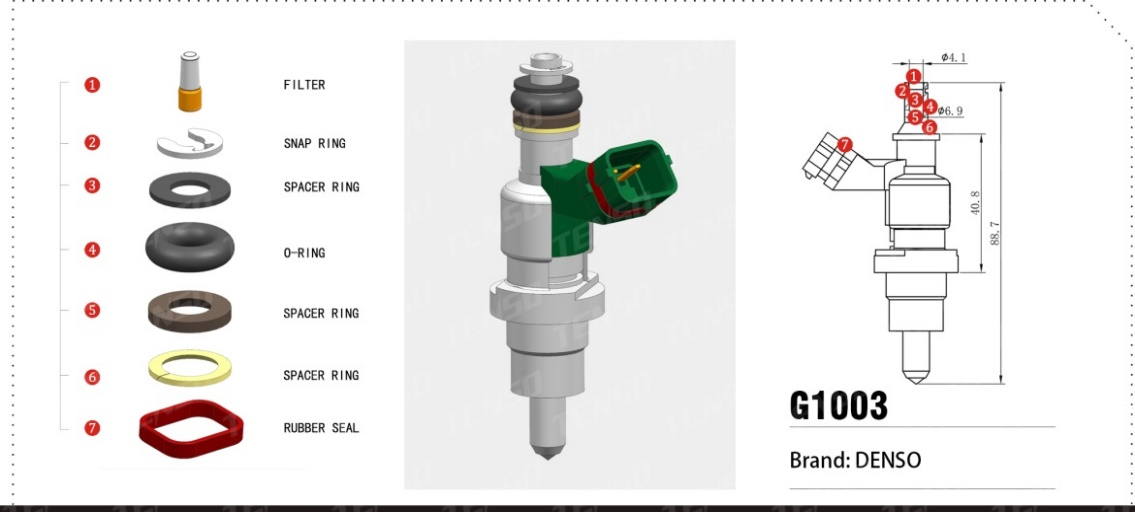 1 FILTER
2 SNAP RING
3 SPACER RING
4 O-RING
5 SPACER RING
6 SPACER RING
7 RUBBER SEAL
TENSO
Φ4.1
1
2
3
4
Φ6.9
5
6
7
40.8
88.7
G1003
Brand: DENSO